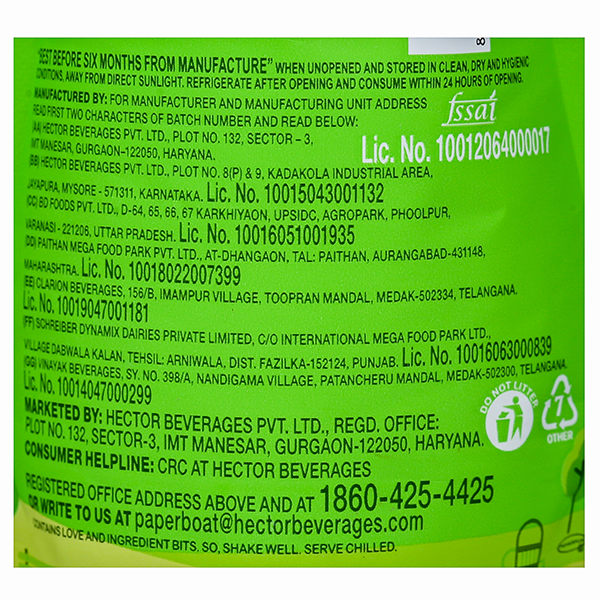 8
"BEST BEFORE SIX MONTHS FROM MANUFACTURE" WHEN UNOPENED AND STORED IN CLEAN, DRY AND HYGIENIC
CONDITIONS, AWAY FROM DIRECT SUNLIGHT. REFRIGERATE AFTER OPENING AND CONSUME WITHIN 24 HOURS OF OPENING.
MANUFACTURED BY: FOR MANUFACTURER AND MANUFACTURING UNIT ADDRESS
READ FIRST TWO CHARACTERS OF BATCH NUMBER AND READ BELOW:
fssai
(AA) HECTOR BEVERAGES PVT. LTD., PLOT NO. 132, SECTOR – 3,
IMT MANESAR, GURGAON–122050, HARYANA. Lic. No. 10012064000017
(BB) HECTOR BEVERAGES PVT. LTD., PLOT NO. 8(P) & 9, KADAKOLA INDUSTRIAL AREA,
JAYAPURA, MYSORE - 571311, KARNATAKA. Lic. No. 10015043001132
(CC) BD FOODS PVT. LTD., D-64, 65, 66, 67 KARKHIYAON, UPSIDC, AGROPARK, PHOOLPUR,
VARANASI - 221206, UTTAR PRADESH. Lic. No. 10016051001935
(DD) PAITHAN MEGA FOOD PARK PVT. LTD., AT-DHANGAON, TAL: PAITHAN, AURANGABAD-431148,
MAHARASHTRA. Lic. No. 10018022007399
(EE) CLARION BEVERAGES, 156/B, IMAMPUR VILLAGE, TOOPRAN MANDAL, MEDAK-502334, TELANGANA.
Lic. No. 10019047001181
(FF) SCHREIBER DYNAMIX DAIRIES PRIVATE LIMITED, C/O INTERNATIONAL MEGA FOOD PARK LTD.,
VILLAGE DABWALA KALAN, TEHSIL: ARNIWALA, DIST. FAZILKA-152124, PUNJAB. Lic. No. 10016063000839
(GG) VINAYAK BEVERAGES, SY. NO. 398/A, NANDIGAMA VILLAGE, PATANCHERU MANDAL, MEDAK-502300, TELANGANA.
Lic. No. 10014047000299
MARKETED BY: HECTOR BEVERAGES PVT. LTD., REGD. OFFICE:
PLOT NO. 132, SECTOR-3, IMT MANESAR, GURGAON-122050, HARYANA.
DO NOT LITTER
7
OTHER
CONSUMER HELPLINE: CRC AT HECTOR BEVERAGES
REGISTERED OFFICE ADDRESS ABOVE AND AT 1860-425-4425
OR WRITE TO US AT paperboat@hectorbeverages.com
CONTAINS LOVE AND INGREDIENT BITS. SO, SHAKE WELL. SERVE CHILLED.